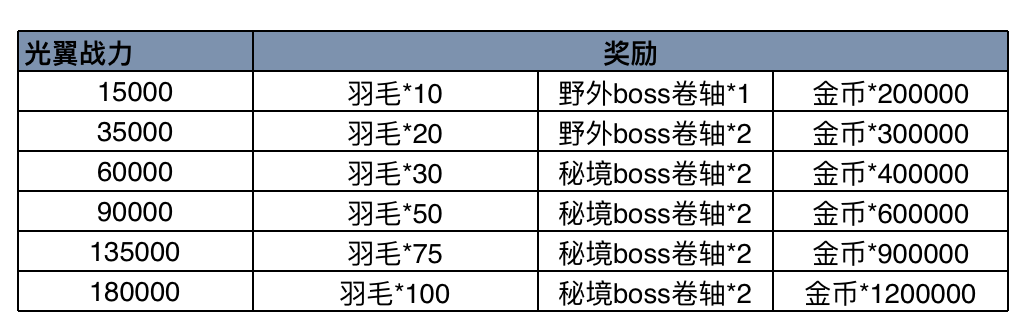 光翼战力 奖励
15000 羽毛*10 野外boss卷轴*1 金币*200000
35000 羽毛*20 野外boss卷轴*2 金币*300000
60000 羽毛*30 秘境boss卷轴*2 金币*400000
90000 羽毛*50 秘境boss卷轴*2 金币*600000
135000 羽毛*75 秘境boss卷轴*2 金币*900000
180000 羽毛*100 秘境boss卷轴*2 金币*1200000